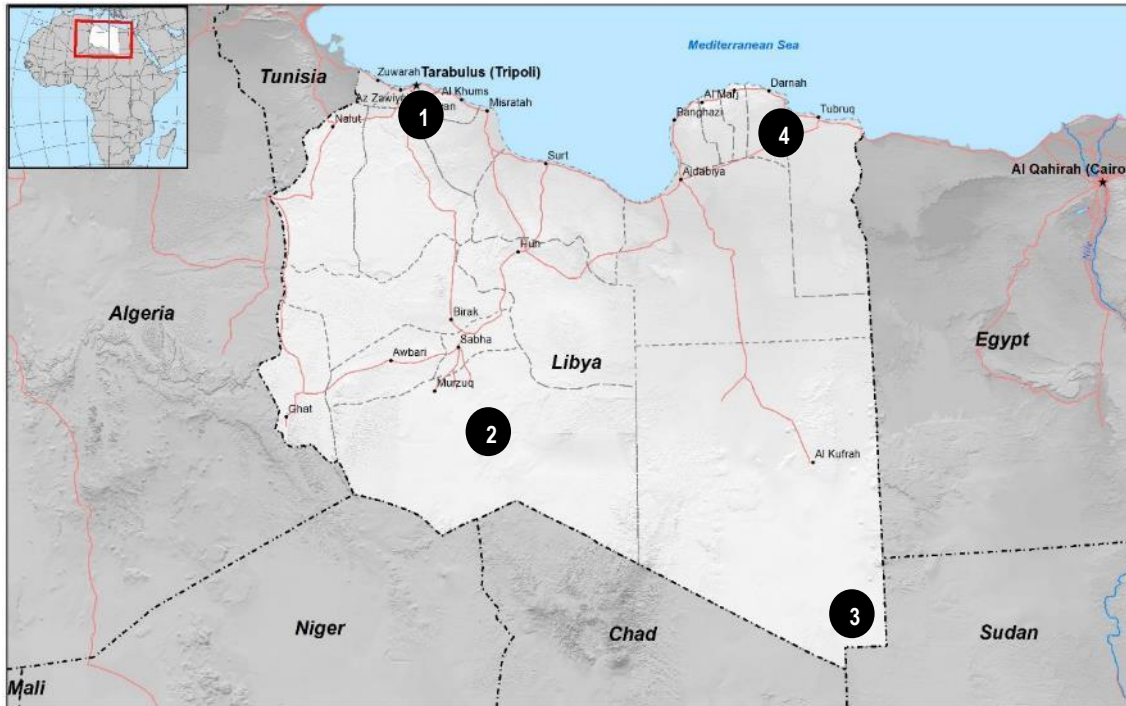 Mediterranean Sea
Tunisia
Zuwarah
Tarabulus (Tripoli)
Az Zawiy
Al Khums
Misratah
Nalut
1
Surt
Banghazi
Al Marj
Darnah
4
Tubruq
Ajdabiya
Al Qahirah (Cairo
Nile
Hun
Algeria
Birak
Sabha
Awbari
Murzuq
Libya
Egypt
Ghat
2
Al Kufrah
3
Niger
Chad
Sudan
Mali